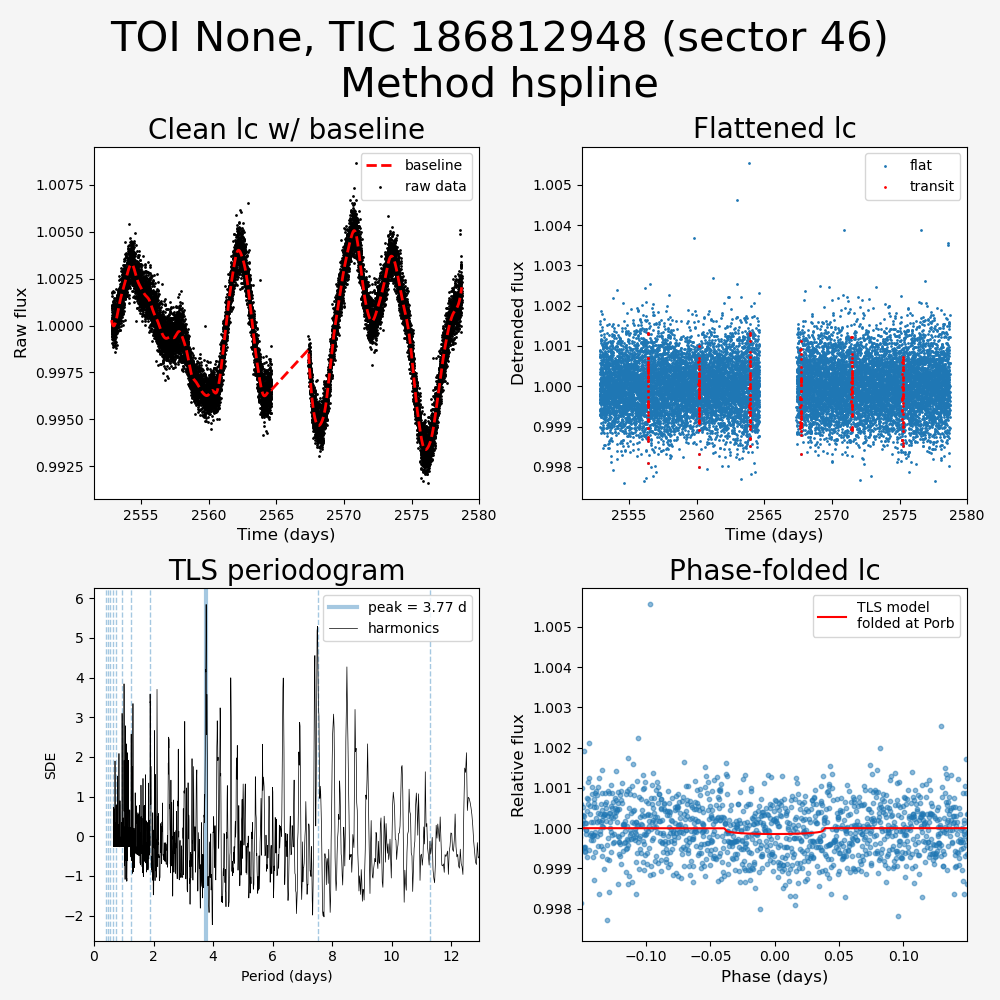 TOI None, TIC 186812948 (sector 46)
Method hspline
Clean lc w/ baseline
baseline
raw data
1.0075
1.0050
1.0025
1.0000
0.9975
0.9950
0.9925
Raw flux
2555 2560 2565 2570 2575 2580
Time (days)
Flattened lc
flat
transit
1.005
1.004
1.003
1.002
1.001
1.000
0.999
0.998
Detrended flux
2555 2560 2565 2570 2575 2580
Time (days)
TLS periodogram
peak = 3.77 d
harmonics
6
5
4
3
2
1
0
−1
−2
SDE
0 2 4 6 8 10 12
Period (days)
Phase-folded lc
TLS model
folded at Porb
1.005
1.004
1.003
1.002
1.001
1.000
0.999
0.998
Relative flux
−0.10 −0.05 0.00 0.05 0.10
Phase (days)